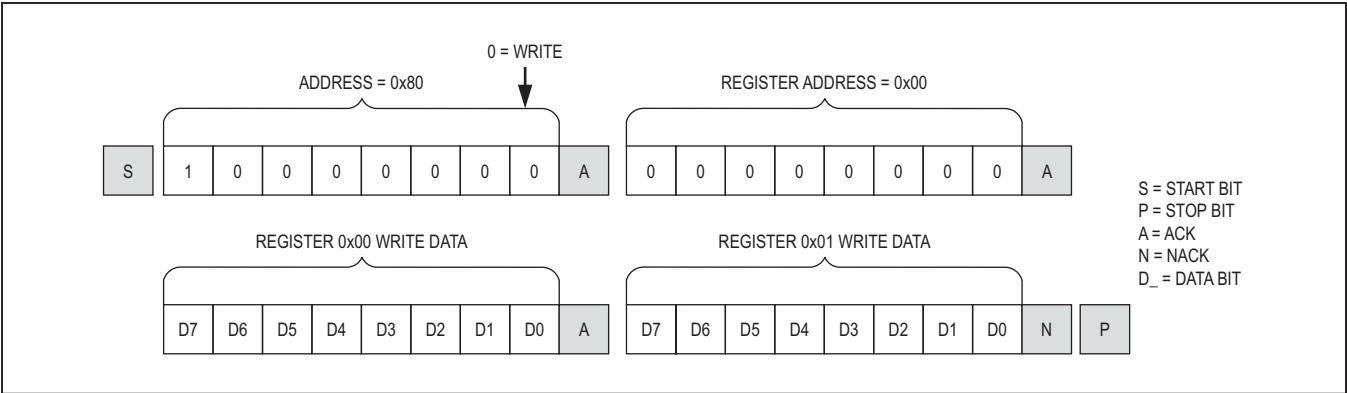 0 = WRITE
ADDRESS = 0x80
REGISTER ADDRESS = 0x00
S 1 0 0 0 0 0 0 0 A 0 0 0 0 0 0 0 0 A
S = START BIT
P = STOP BIT
A = ACK
N = NACK
D_ = DATA BIT
REGISTER 0x00 WRITE DATA
REGISTER 0x01 WRITE DATA
D7 D6 D5 D4 D3 D2 D1 D0 A D7 D6 D5 D4 D3 D2 D1 D0 N P